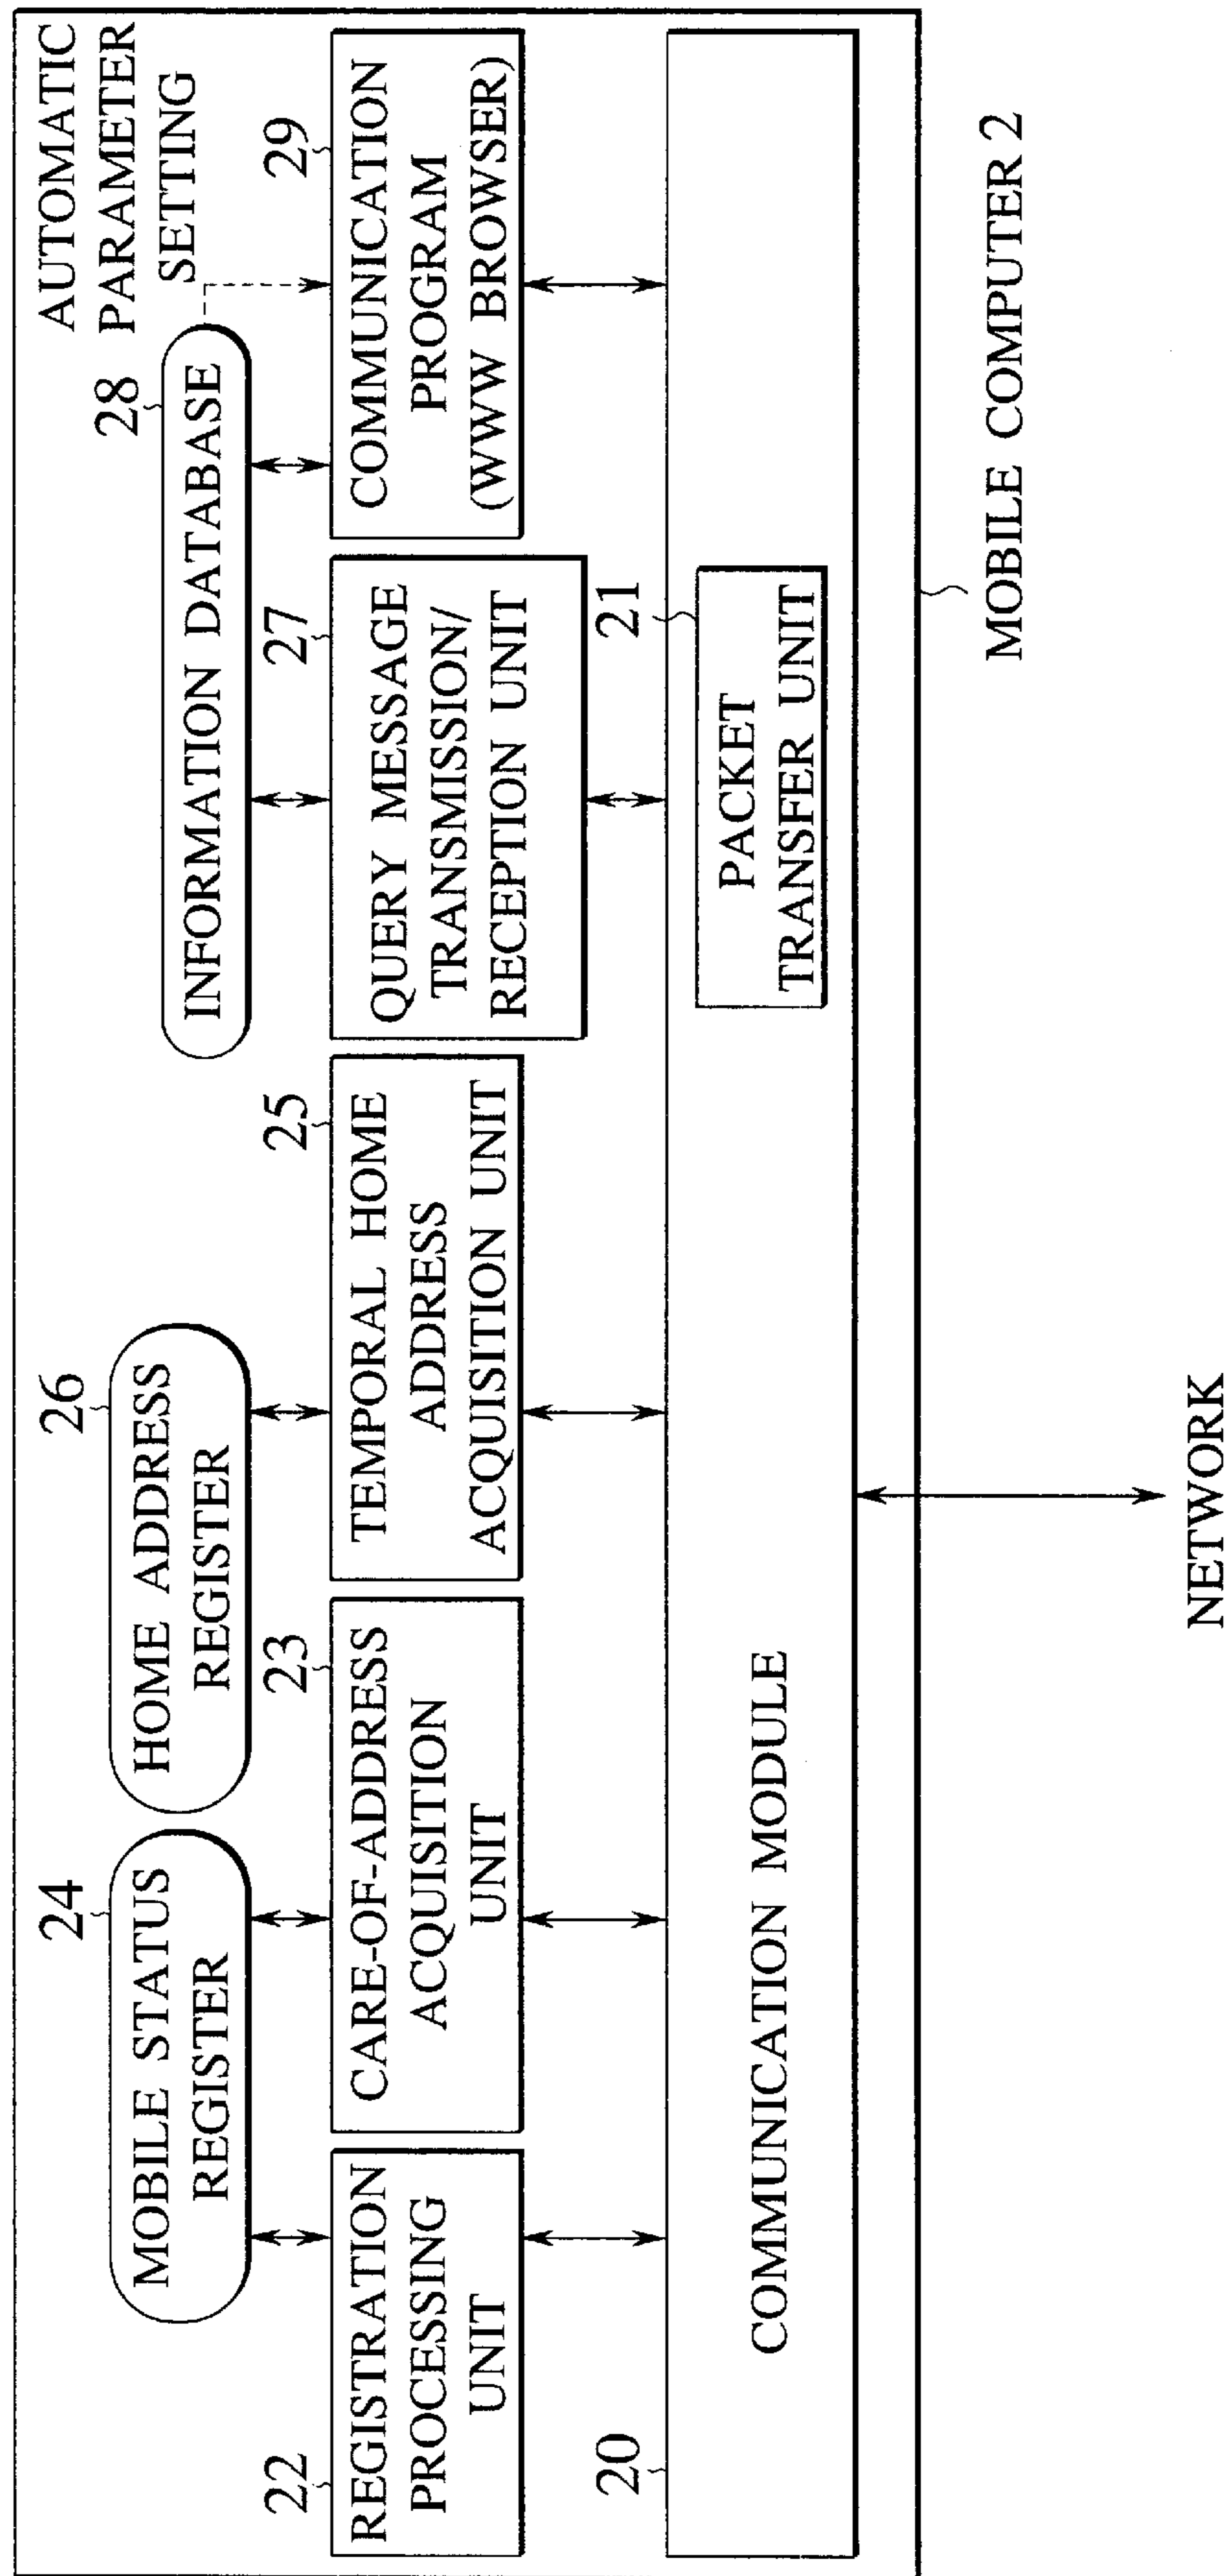 24
MOBILE STATUS
REGISTER
26
HOME ADDRESS
REGISTER
28
INFORMATION DATABASE
AUTOMATIC
PARAMETER
SETTING
22
REGISTRATION
PROCESSING
UNIT
23
CARE-OF-ADDRESS
ACQUISITION
UNIT
25
TEMPORAL HOME
ADDRESS
ACQUISITION UNIT
27
QUERY MESSAGE
TRANSMISSION/
RECEPTION UNIT
29
COMMUNICATION
PROGRAM
(WWW BROWSER)
20
COMMUNICATION MODULE
21
PACKET
TRANSFER UNIT
MOBILE COMPUTER 2
NETWORK